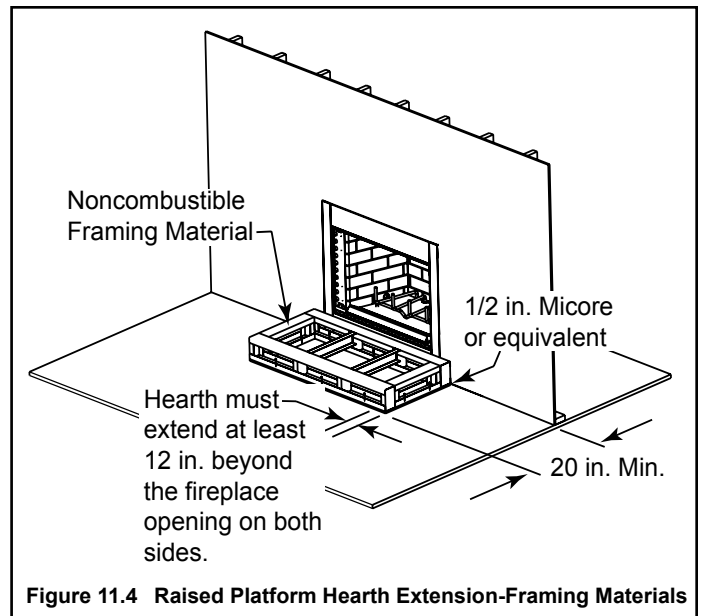 Noncombustible
Framing Material
1/2 in. Micore
or equivalent
Hearth must
extend at least
12 in. beyond
the fireplace
opening on both
sides.
20 in. Min.
Figure 11.4 Raised Platform Hearth Extension-Framing Materials